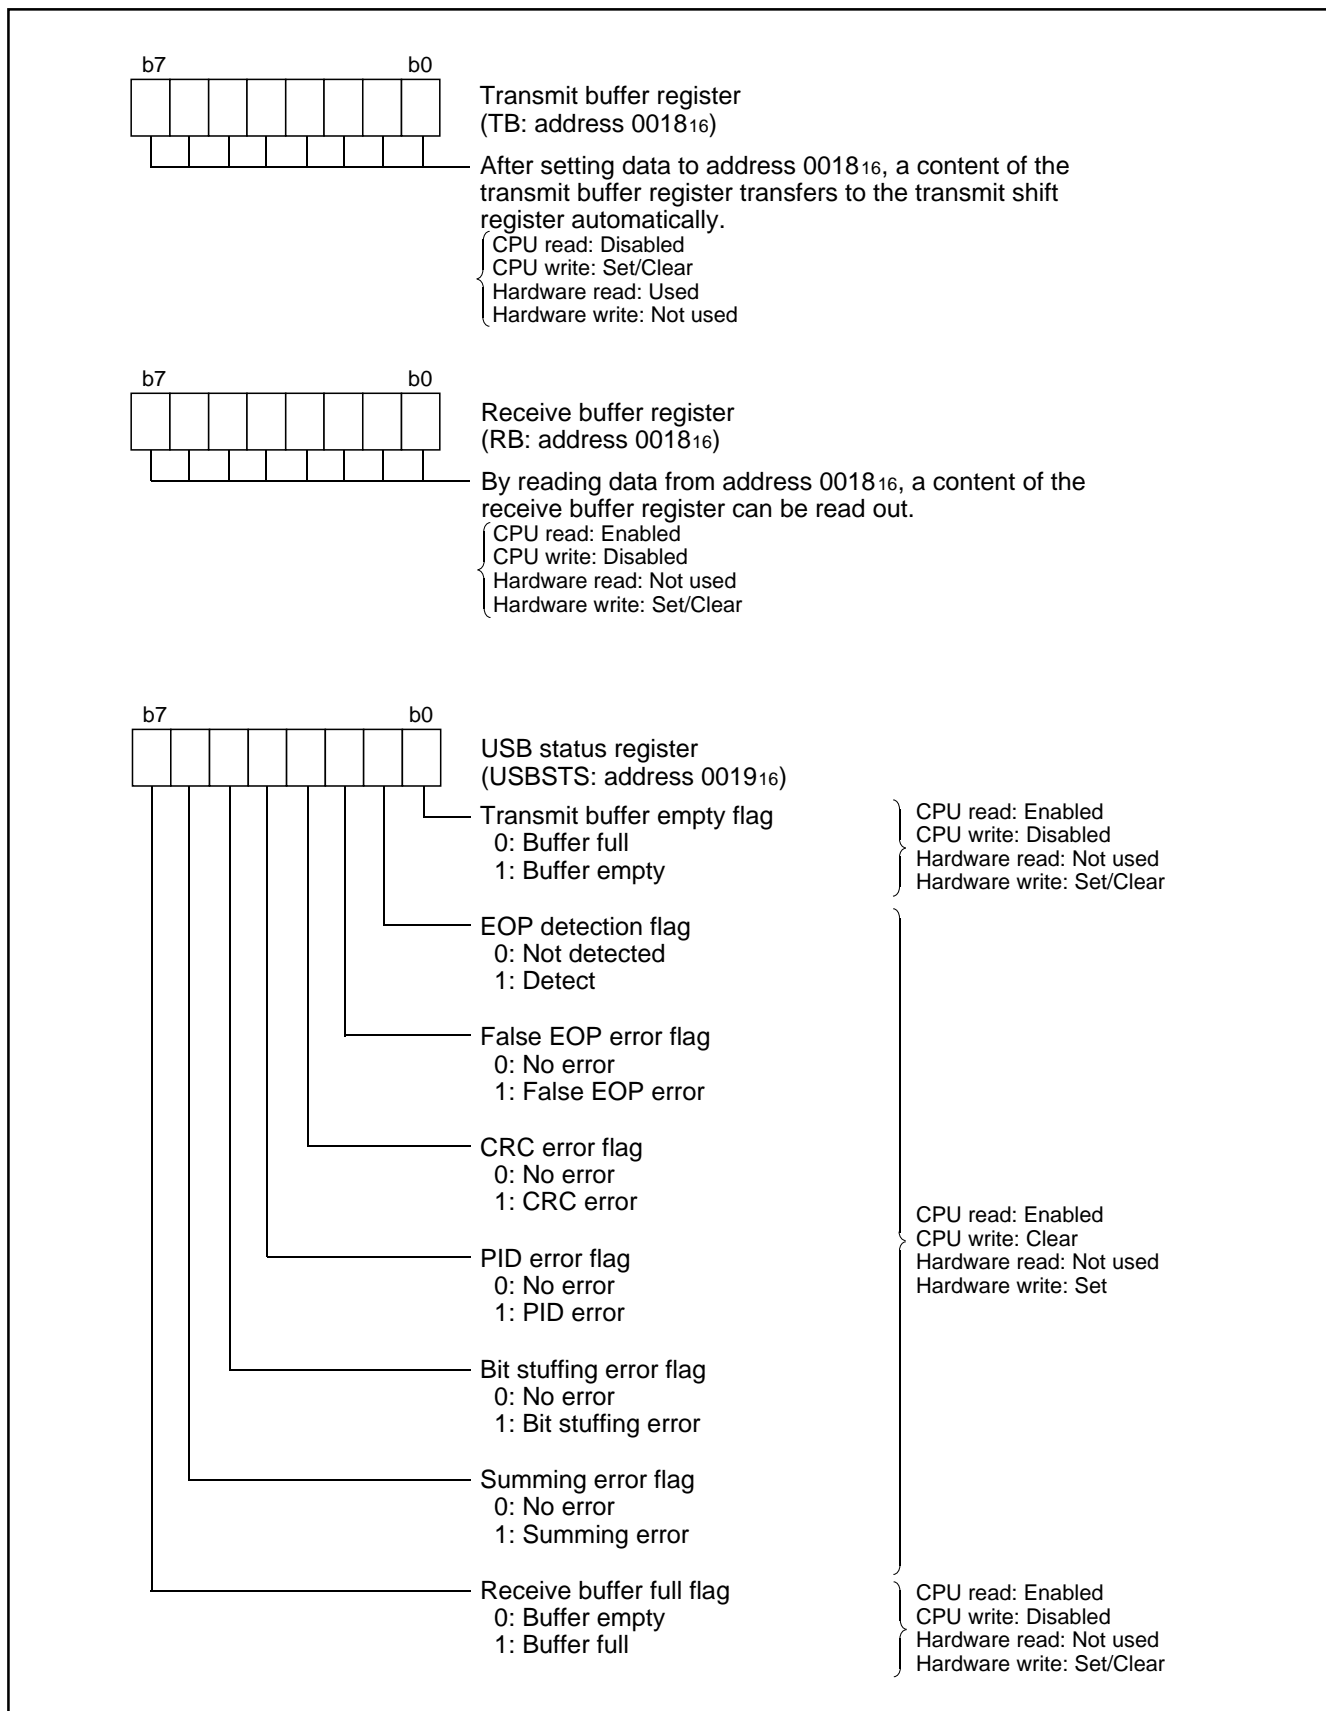 b7 b0
Transmit buffer register
(TB: address 001816)
After setting data to address 001816, a content of the
transmit buffer register transfers to the transmit shift
register automatically.
CPU read: Disabled
CPU write: Set/Clear
Hardware read: Used
Hardware write: Not used
b7 b0
Receive buffer register
(RB: address 001816)
By reading data from address 001816, a content of the
receive buffer register can be read out.
CPU read: Enabled
CPU write: Disabled
Hardware read: Not used
Hardware write: Set/Clear
b7 b0
USB status register
(USBSTS: address 001916)
Transmit buffer empty flag
0: Buffer full
1: Buffer empty
CPU read: Enabled
CPU write: Disabled
Hardware read: Not used
Hardware write: Set/Clear
EOP detection flag
0: Not detected
1: Detect
False EOP error flag
0: No error
1: False EOP error
CRC error flag
0: No error
1: CRC error
PID error flag
0: No error
1: PID error
Bit stuffing error flag
0: No error
1: Bit stuffing error
Summing error flag
0: No error
1: Summing error
CPU read: Enabled
CPU write: Clear
Hardware read: Not used
Hardware write: Set
Receive buffer full flag
0: Buffer empty
1: Buffer full
CPU read: Enabled
CPU write: Disabled
Hardware read: Not used
Hardware write: Set/Clear